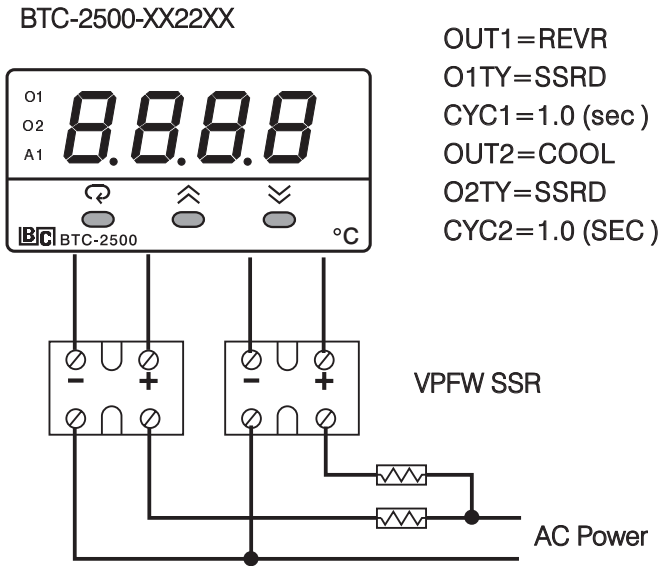 BTC-2500-XX22XX
OUT1=REVR
O1TY=SSRD
CYC1=1.0 (sec )
OUT2=COOL
O2TY=SSRD
CYC2=1.0 (SEC )
O1
O2
A1
8.8.8.8
BC BTC-2500
°C
− +
− +
VPFW SSR
AC Power